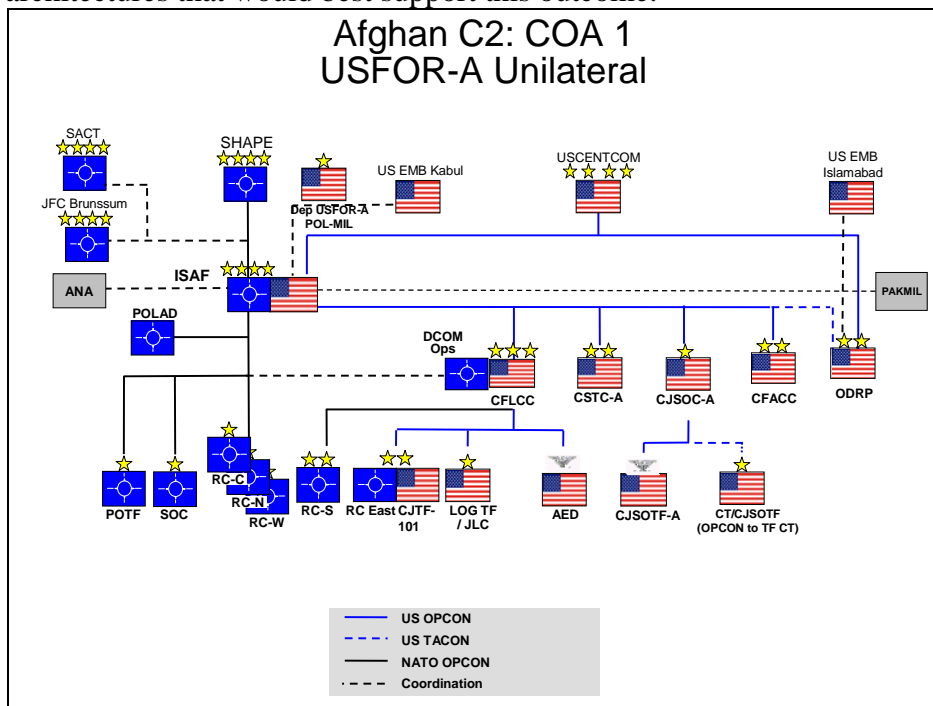 architectures that would best support this outcome.
Afghan C2: COA 1
USFOR-A Unilateral
SACT
SHAPE
US EMB Kabul
USCENTCOM
US EMB
Islamabad
JFC Brunssum
Dep USFOR-A
POL-MIL
ISAF
ANA
PAKMIL
POLAD
DCOM
Ops
CFLCC
CSTC-A
CJSOC-A
CFACC
ODRP
RC-C
RC-N
RC-W
POTF
SOC
RC-S
RC East
CJTF-
101
LOG TF
/ JLC
AED
CJSOTF-A
CT/CJSOTF
(OPCON to TF CT)
US OPCON
US TACON
NATO OPCON
Coordination